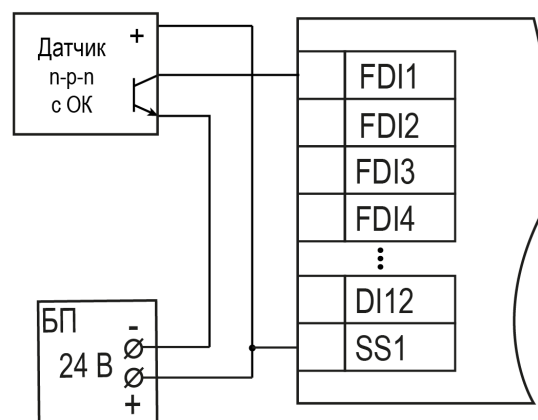 Датчик
n-p-n
с ОК
+
FDI1
FDI2
FDI3
FDI4
DI12
SS1
БП
24 В
-
+